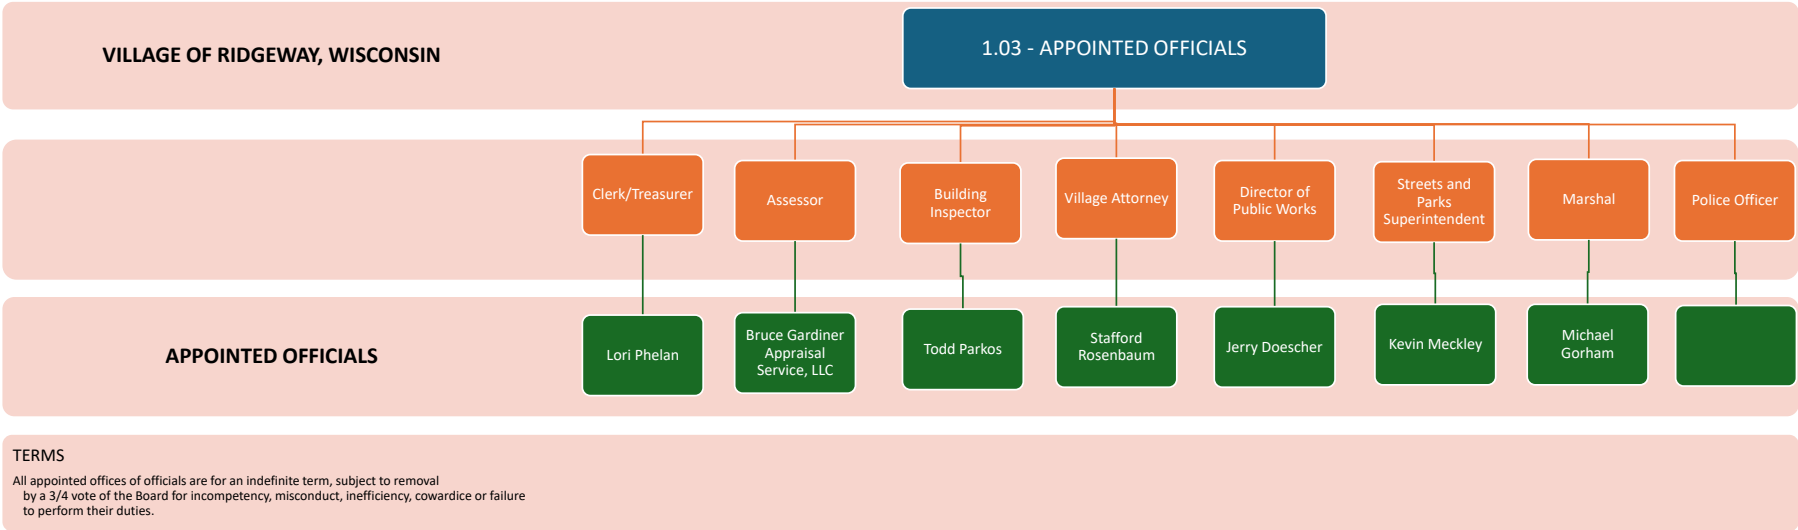 VILLAGE OF RIDGEWAY, WISCONSIN
1.03 - APPOINTED OFFICIALS
Clerk/Treasurer
Assessor
Building
Inspector
Village Attorney
Director of
Public Works
Streets and
Parks
Superintendent
Marshal
Police Officer
APPOINTED OFFICIALS
Lori Phelan
Bruce Gardiner
Appraisal
Service, LLC
Todd Parkos
Stafford
Rosenbaum
Jerry Doescher
Kevin Meckley
Michael
Gorham
TERMS
All appointed offices of officials are for an indefinite term, subject to removal
by a 3/4 vote of the Board for incompetency, misconduct, inefficiency, cowardice or failure
to perform their duties.